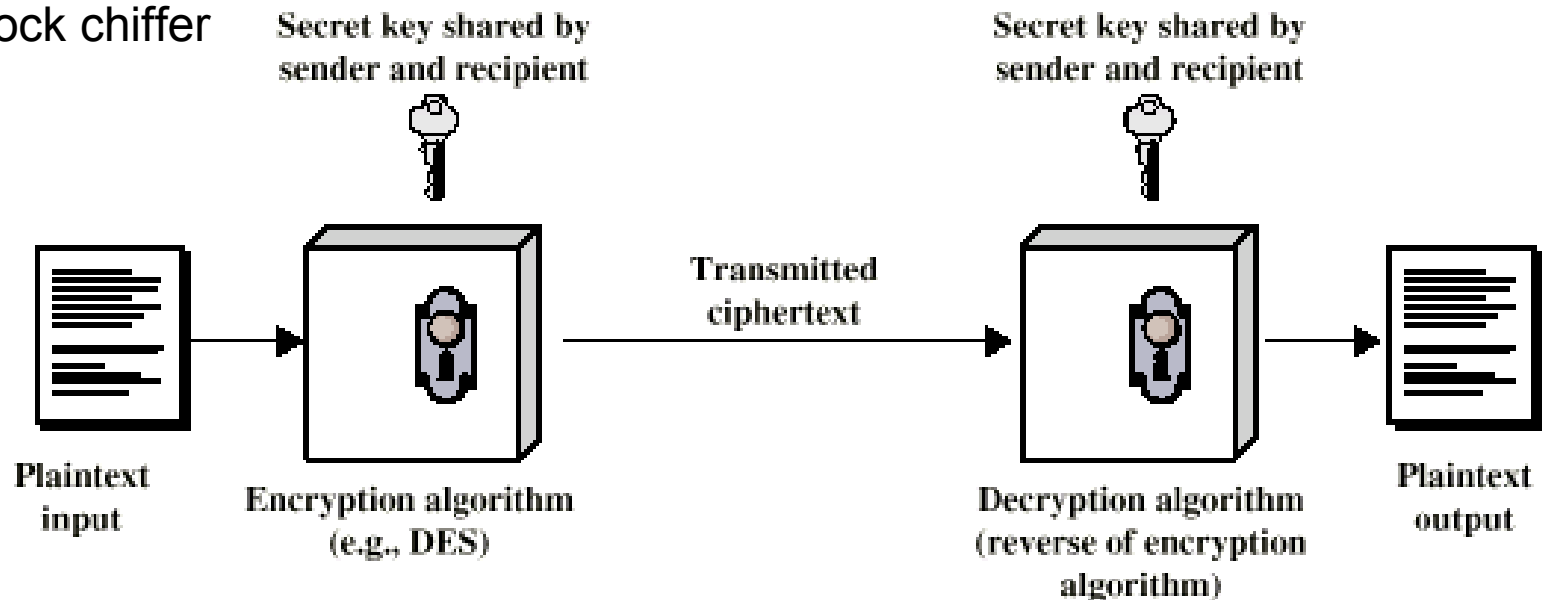 ock chiffer
Secret key shared by
sender and recipient
Secret key shared by
sender and recipient
Transmitted
ciphertext
Plaintext
input
Encryption algorithm
(e.g., DES)
Decryption algorithm
(reverse of encryption
algorithm)
Plaintext
output